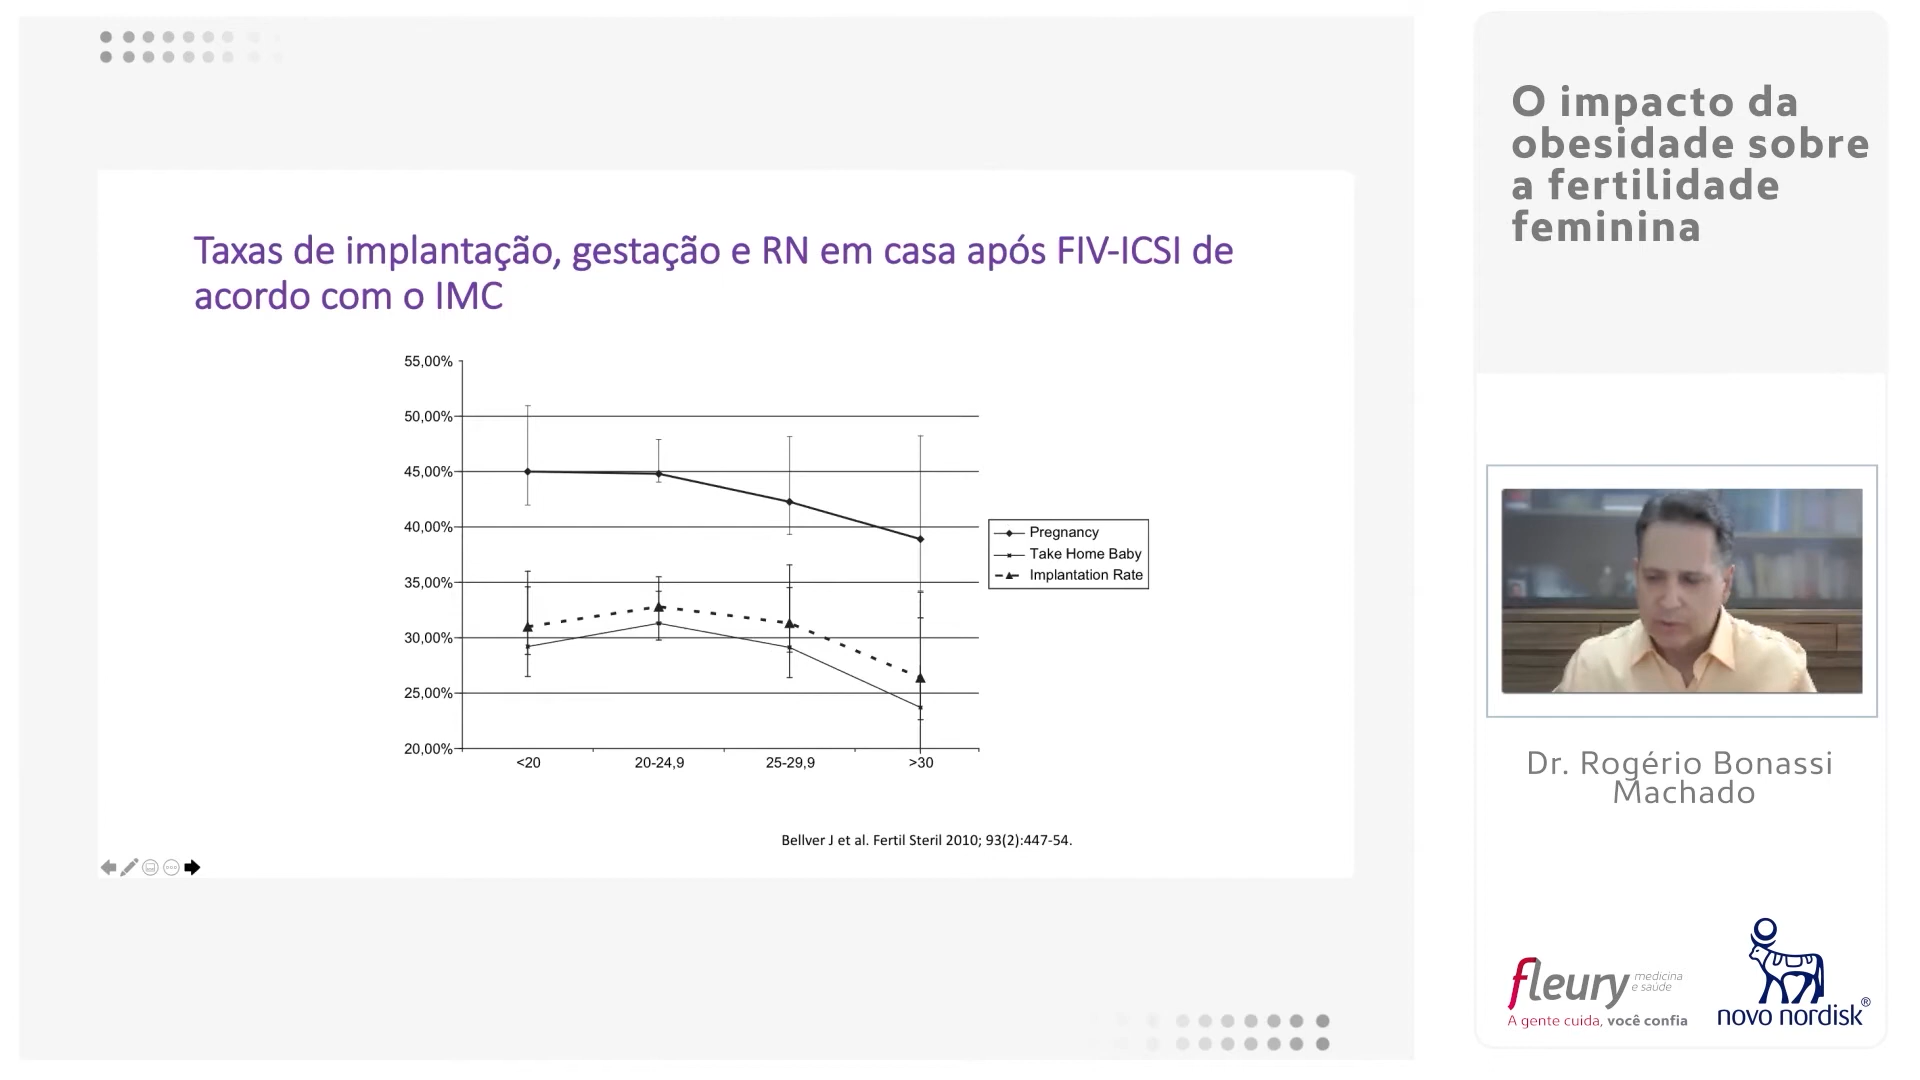 Taxas de implantação, gestação e RN em casa após FIV-ICSI de
acordo com o IMC
55,00%
50,00%
45,00%
40,00%
35,00%
30,00%
25,00%
20,00%
<20
20-24,9
25-29,9
>30
Pregnancy
Take Home Baby
Implantation Rate
Bellver J et al. Fertil Steril 2010; 93(2):447-54.
O impacto da
obesidade sobre
a fertilidade
feminina
Dr. Rogério Bonassi
Machado
fleury medicina
e saúde
A gente cuida, você confia
novo nordisk®